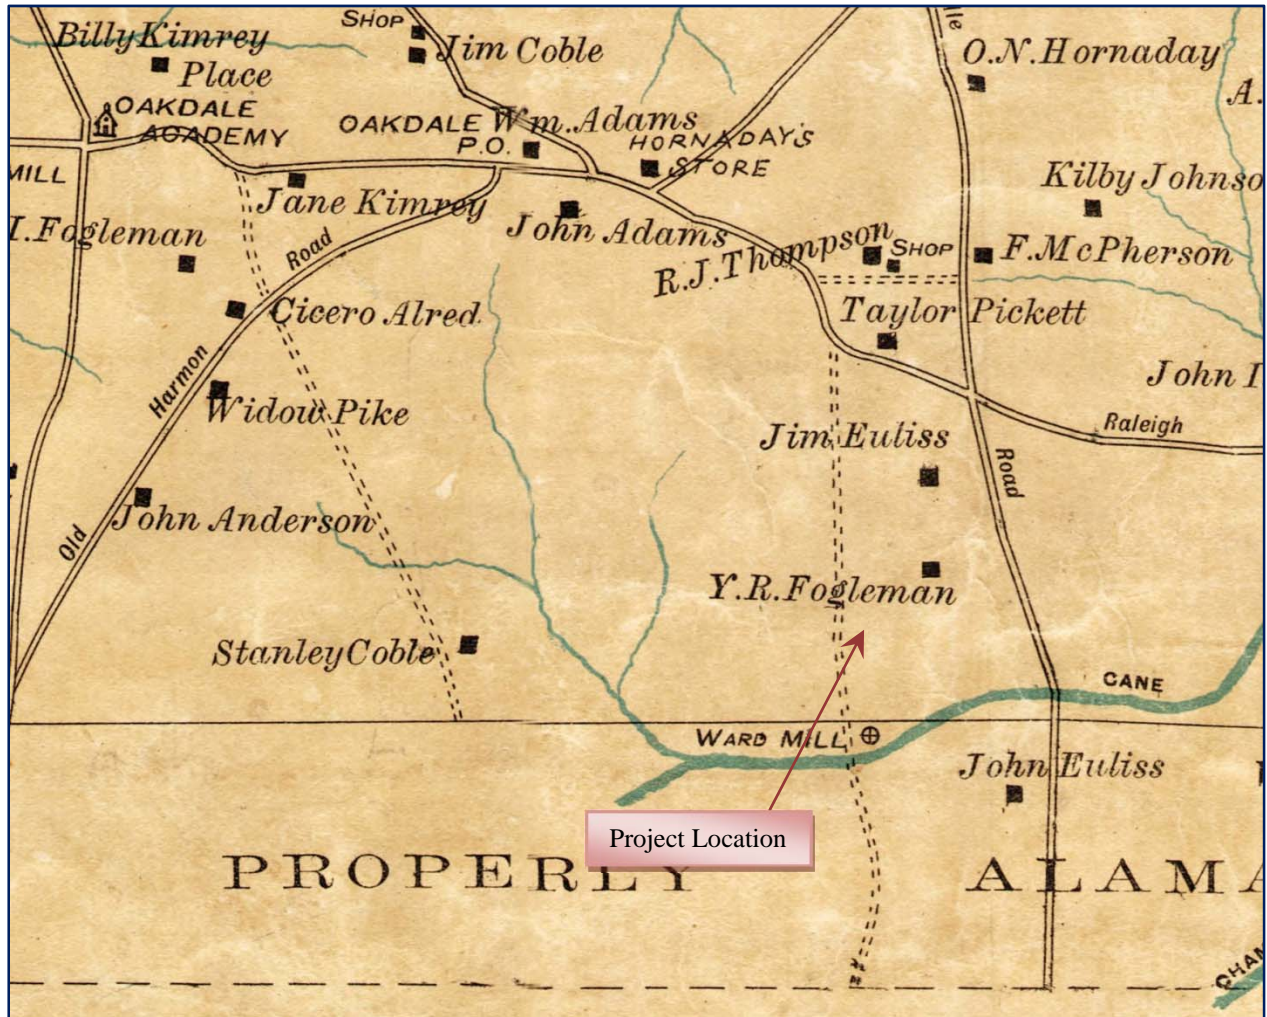 SHOP
lle
Billy Kimrey
Place
Jim Coble
O.N.Hornaday
A.
OAKDALE
ACADEMY
OAKDALE
P.O.
Wm. Adams
HORNADAY'S
STORE
MILL
Kilby Johnso
Jane Kimrey
I.Fogleman
John Adams
Road
R.J.Thompson
SHOP
F.McPherson
Cicero Alred
Taylor Pickett
Harmon
John I
Widow Pike
Raleigh
Jim Euliss
Road
John Anderson
Old
Y.R.Fogleman
Stanley Coble
CANE
WARD MILL
John Euliss
Project Location
PROPERLY
ALAMA
CHAN